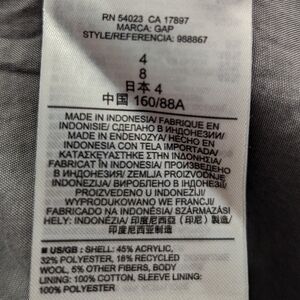 RN 54023 CA 17897
MARCA: GAP
STYLE/REFERENCIA: 988867
4
8
日本 4
中国 160/88A
MADE IN INDONESIA/ FABRIQUE EN
INDONISIE/ СДЕЛАНО В ИНДОНЕЗИИ/
MADE IN ENDONEZYA/ HECHO EN
INDONESIA CON TELA IMPORTADA/
ΚΑΤΑΣΚΕΥΑΣΤΗΚΕ ΣΤΗΝ ΙΝΔΟΝΗΣΙΑ/
FABRICAT IN INDONEZIA/ ПРОИЗВЕДЕНО
В ИНДОНЕЗИЯ/ ZEMLJA PROIZVODNJE
INDONEZIJA/ ВИРОБЛЕНО В ІНДОНЕЗІЇ/
PROIZVEDENO U INDONEZIJI/
WYPRODUKOWANO WE FRANCJI/
FABRICADO NA INDONÉSIA/ SZÁRMAZÁSI
HELY: INDONÉZIA/ 印度尼西亞 (印尼) 製造/
印度尼西亚制造
■ US/GB : SHELL: 45% ACRYLIC,
32% POLYESTER, 18% RECYCLED
WOOL, 5% OTHER FIBERS, BODY
LINING: 100% COTTON, SLEEVE LINING:
100% POLYESTER